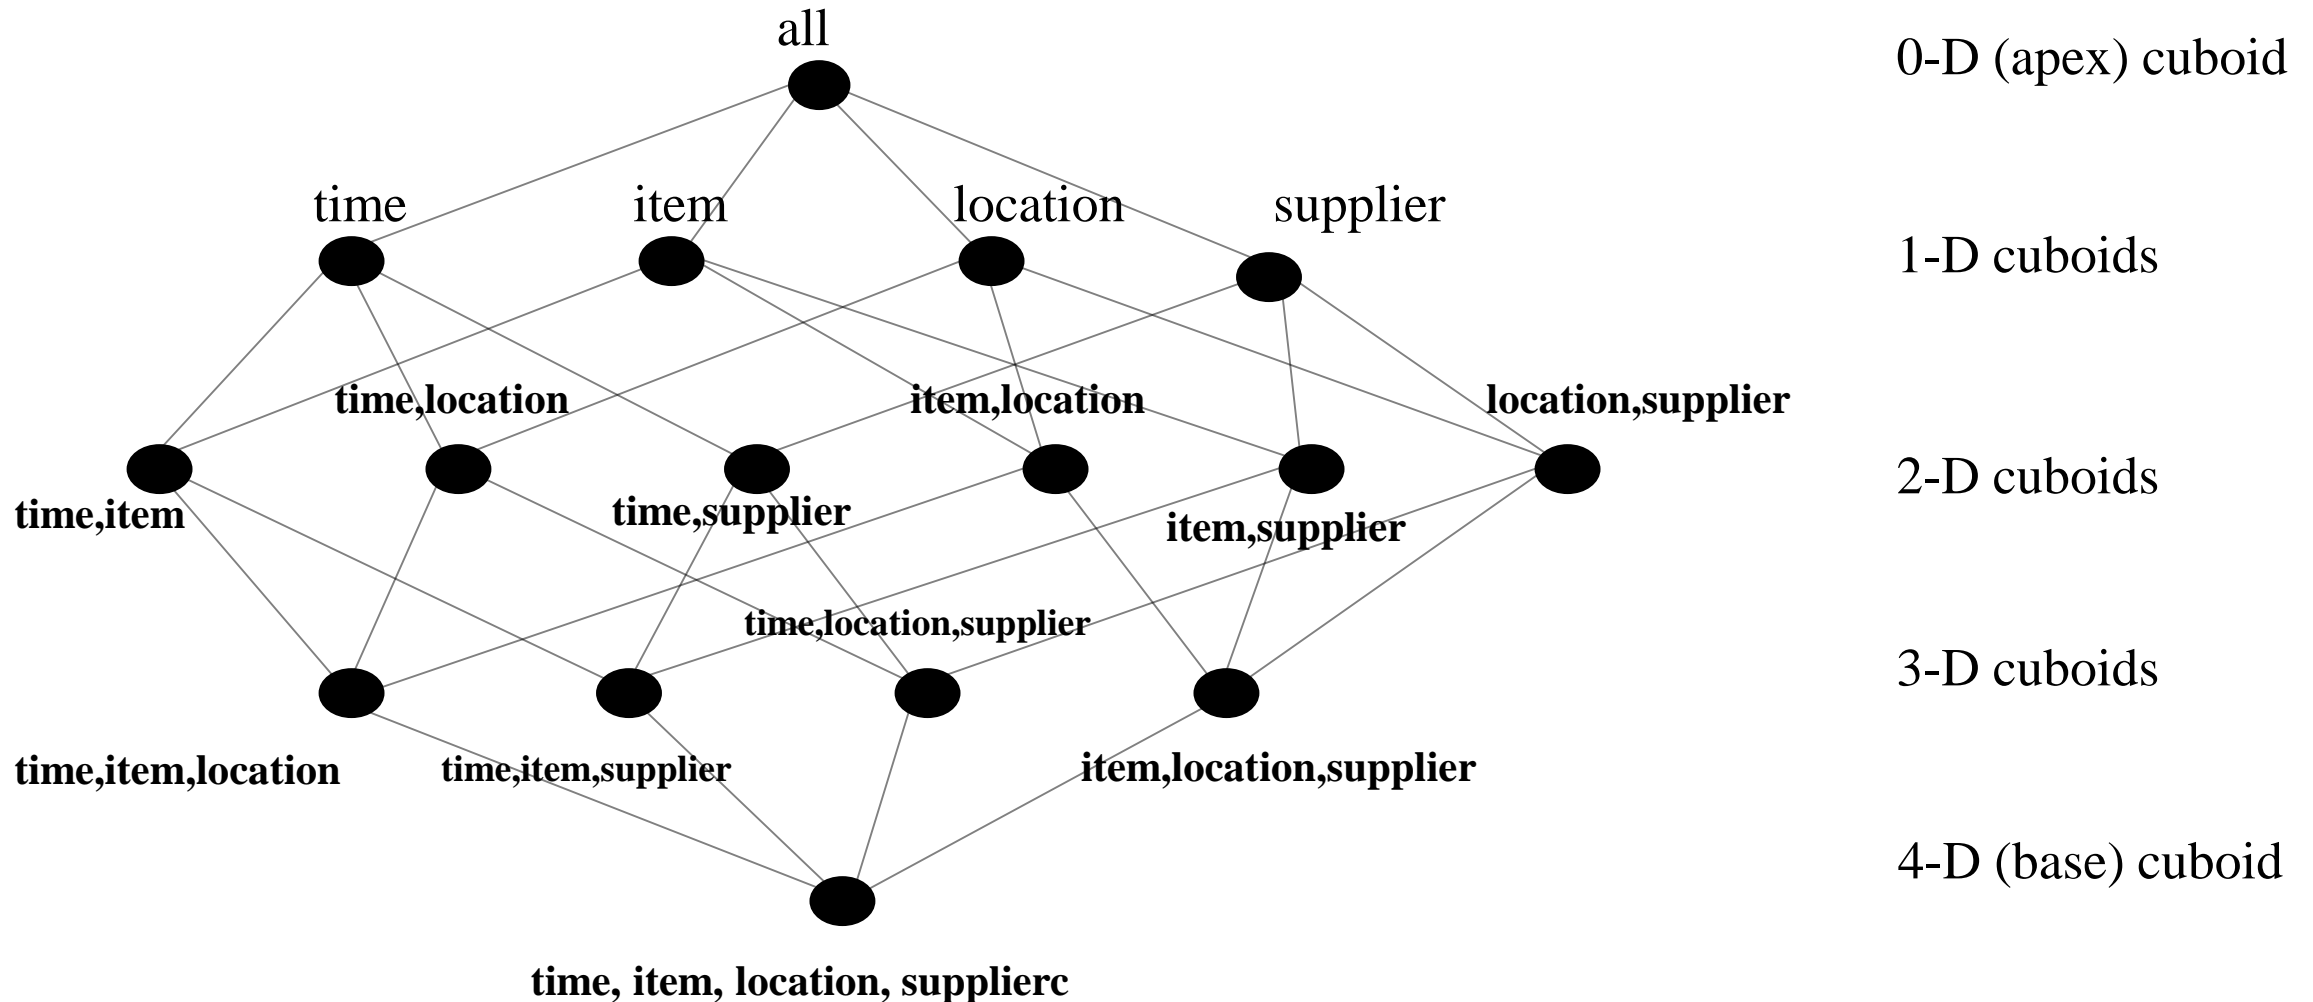 all
0-D (apex) cuboid
time
item
location
supplier
1-D cuboids
time,location
item,location
location,supplier
2-D cuboids
time,item
time,supplier
item,supplier
time,location,supplier
3-D cuboids
time,item,location
time,item,supplier
item,location,supplier
4-D (base) cuboid
time, item, location, supplierc